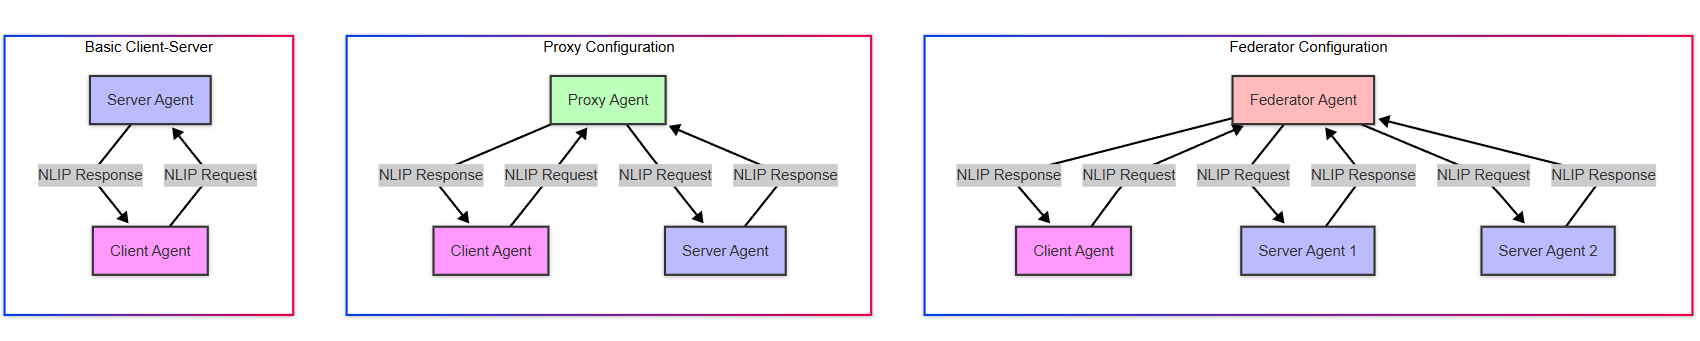 Basic Client-Server
Server Agent
NLIP Response
NLIP Request
Client Agent
Proxy Configuration
Proxy Agent
NLIP Response
NLIP Request
NLIP Request
NLIP Response
Client Agent
Server Agent
Federator Configuration
Federator Agent
NLIP Response
NLIP Request
NLIP Request
NLIP Response
NLIP Request
NLIP Response
Client Agent
Server Agent 1
Server Agent 2